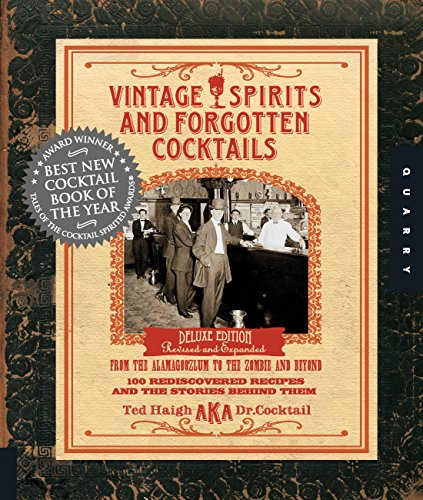 VINTAGE SPIRITS
AND FORGOTTEN
COCKTAILS
AWARD WINNER
BEST NEW
COCKTAIL
BOOK OF
THE YEAR
TALES OF THE COCKTAIL SPIRITED AWARDS
QUARRY
DELUXE EDITION
Revised and Expanded
FROM THE ALAMAGOOZLUM TO THE ZOMBIE AND BEYOND
100 REDISCOVERED RECIPES
AND THE STORIES BEHIND THEM
Ted Haigh AKA Dr.Cocktail